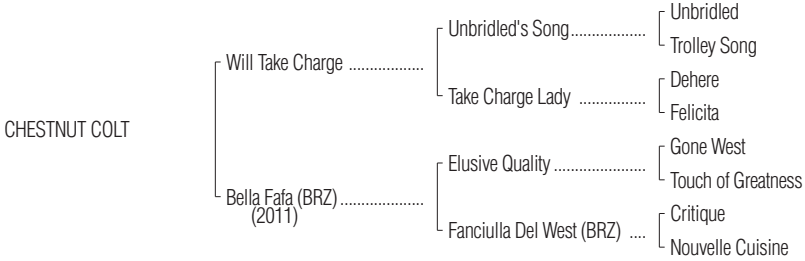 Unbridled
Unbridled's Song..................
Trolley Song
Will Take Charge ..................
Dehere
Take Charge Lady ................
Felicita
CHESTNUT COLT
Gone West
Elusive Quality ......................
Touch of Greatness
Bella Fafa (BRZ)....................
(2011)
Critique
Fanciulla Del West (BRZ) ....
Nouvelle Cuisine